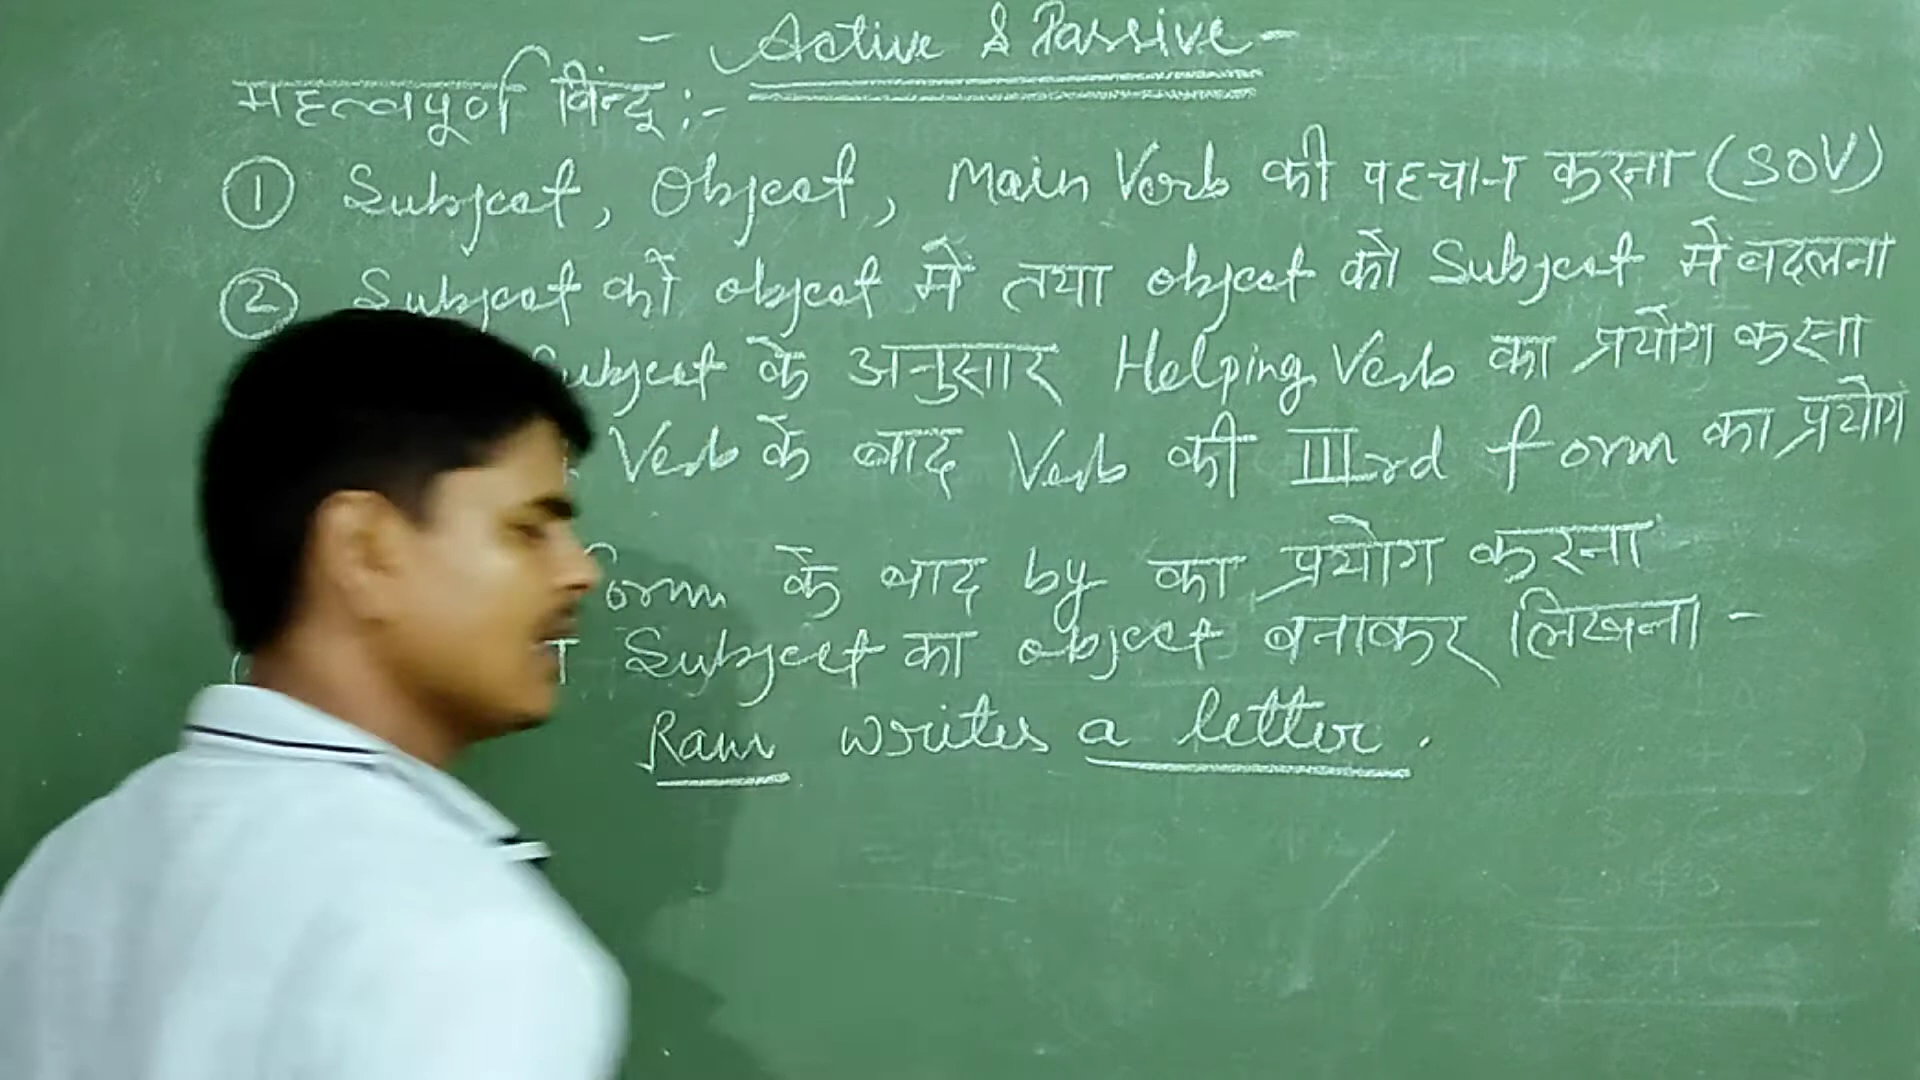 - Active & Passive -
महत्वपूर्ण बिन्दू :-
① Subject, Object, Main Verb की पहचान करना (SOV)
② Subject को object में तथा object को Subject में बदलना
के अनुसार Helping Verb का प्रयोग करना
Verb के बाद Verb की IIIrd form का प्रयोग
के बाद by का प्रयोग करना
Subject का object बनाकर लिखना -
Ram writes a letter.